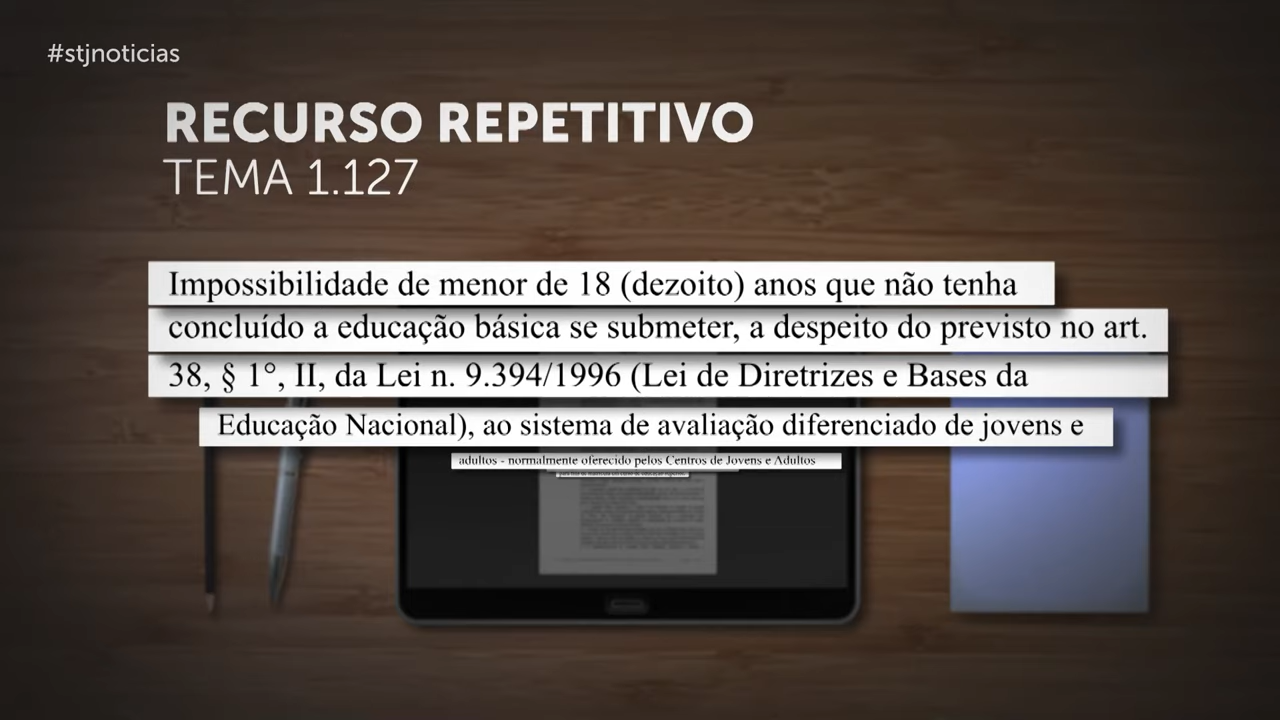 #stjnoticias
RECURSO REPETITIVO
TEMA 1.127
Impossibilidade de menor de 18 (dezoito) anos que não tenha
concluído a educação básica se submeter, a despeito do previsto no art.
38, § 1°, II, da Lei n. 9.394/1996 (Lei de Diretrizes e Bases da
Educação Nacional), ao sistema de avaliação diferenciado de jovens e
adultos - normalmente oferecido pelos Centros de Jovens e Adultos